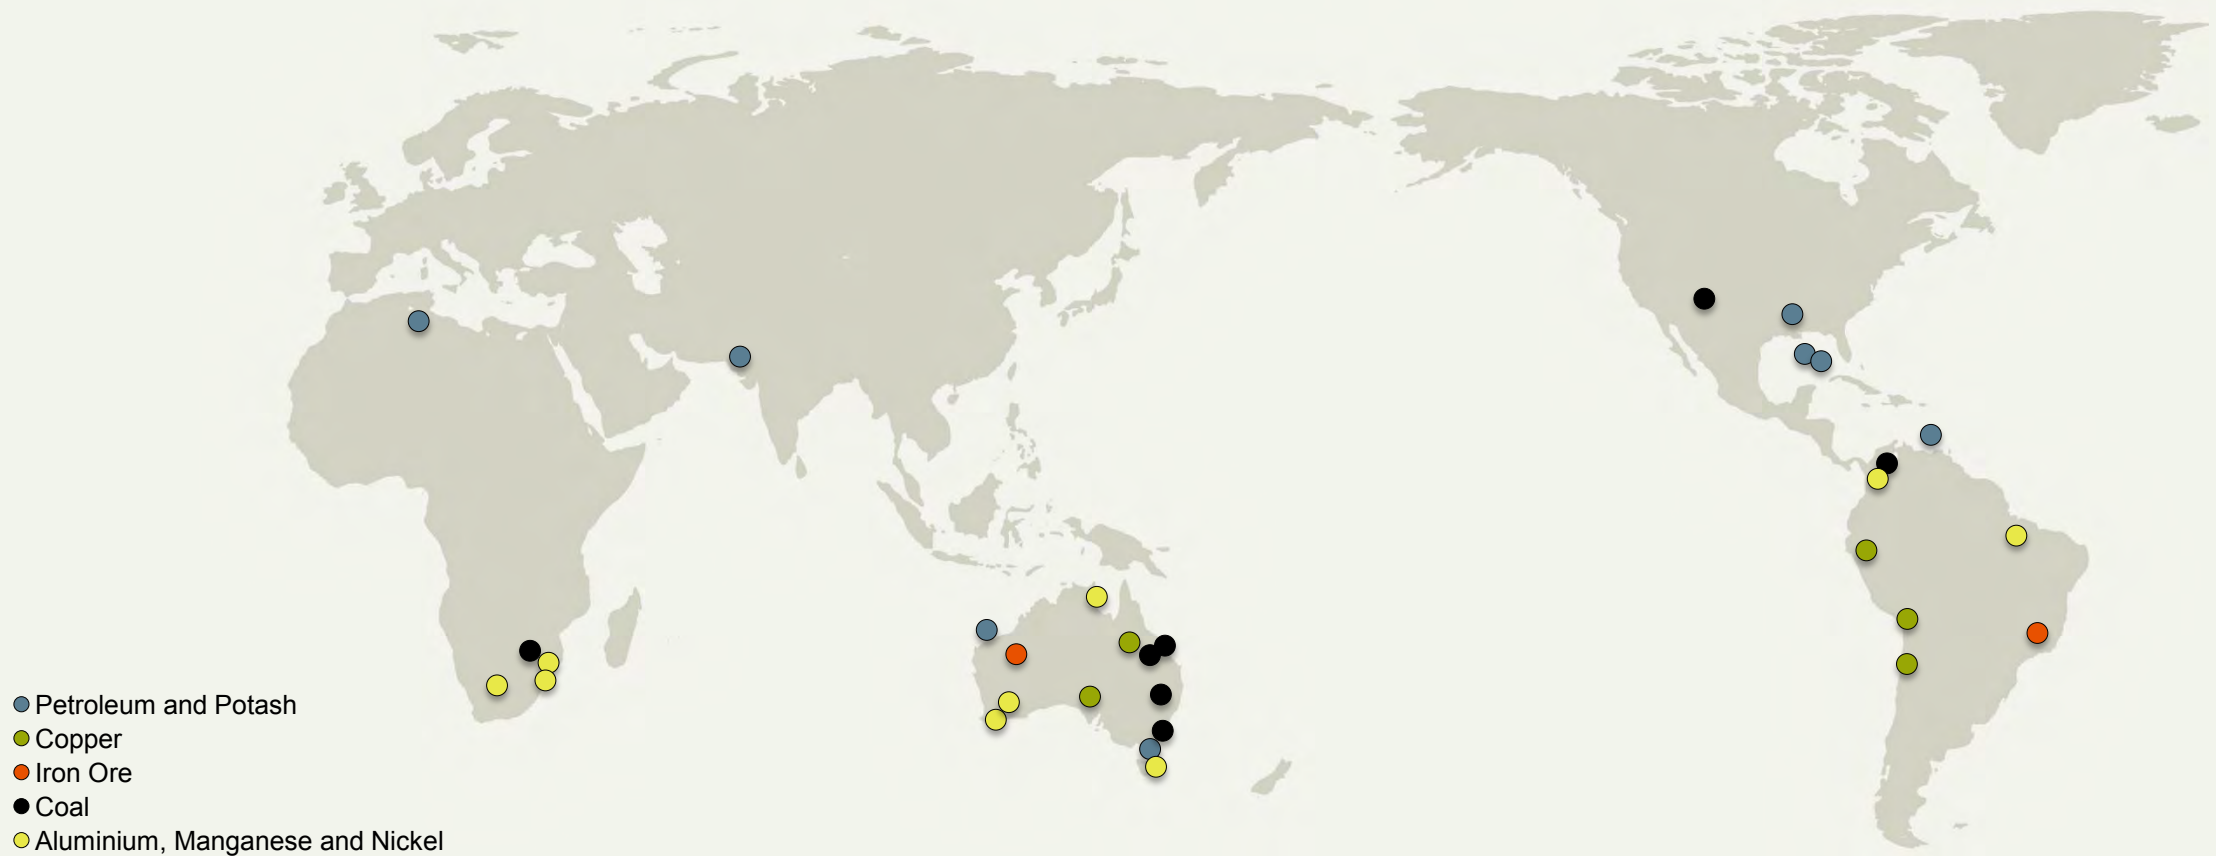 Petroleum and Potash
Copper
Iron Ore
Coal
Aluminium, Manganese and Nickel